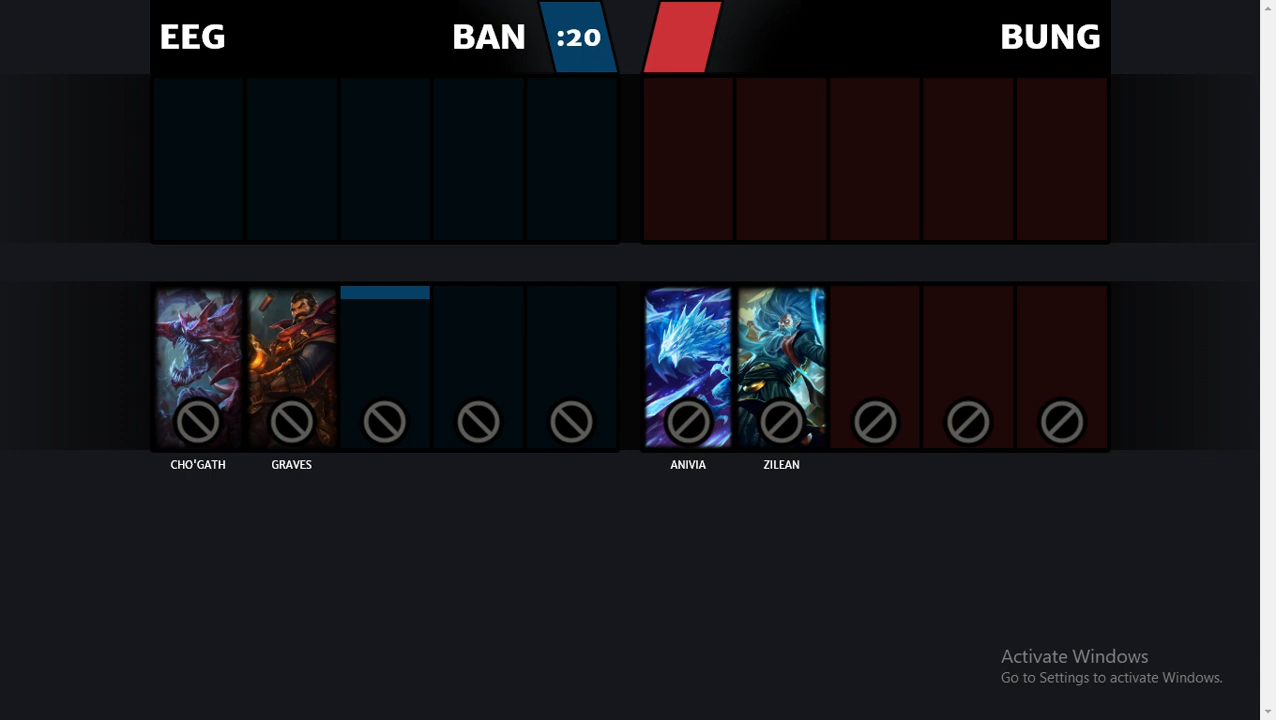 EEG BAN :20 BUNG
CHO'GATH GRAVES ANIVIA ZILEAN
Activate Windows
Go to Settings to activate Windows.